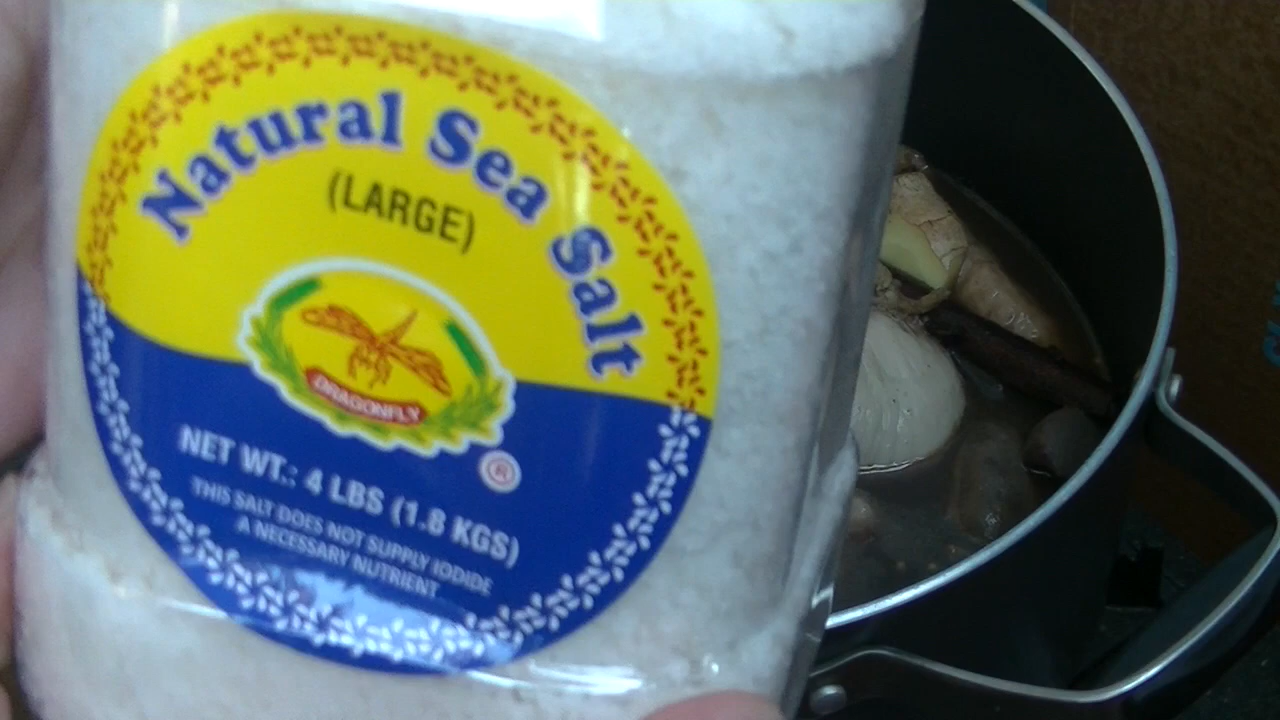 Natural Sea Salt
(LARGE)
DRAGONFLY
®
NET WT.: 4 LBS (1.8 KGS)
THIS SALT DOES NOT SUPPLY IODIDE
A NECESSARY NUTRIENT